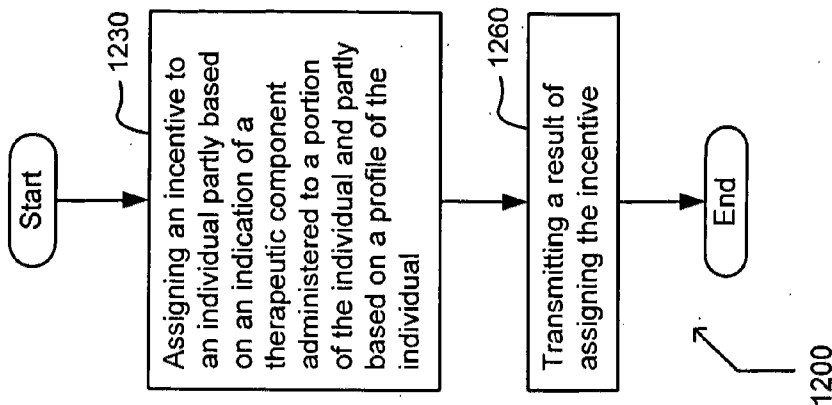 Start
1230
Assigning an incentive to
an individual partly based
on an indication of a
therapeutic component
administered to a portion
of the individual and partly
based on a profile of the
individual
1260
Transmitting a result of
assigning the incentive
End
1200